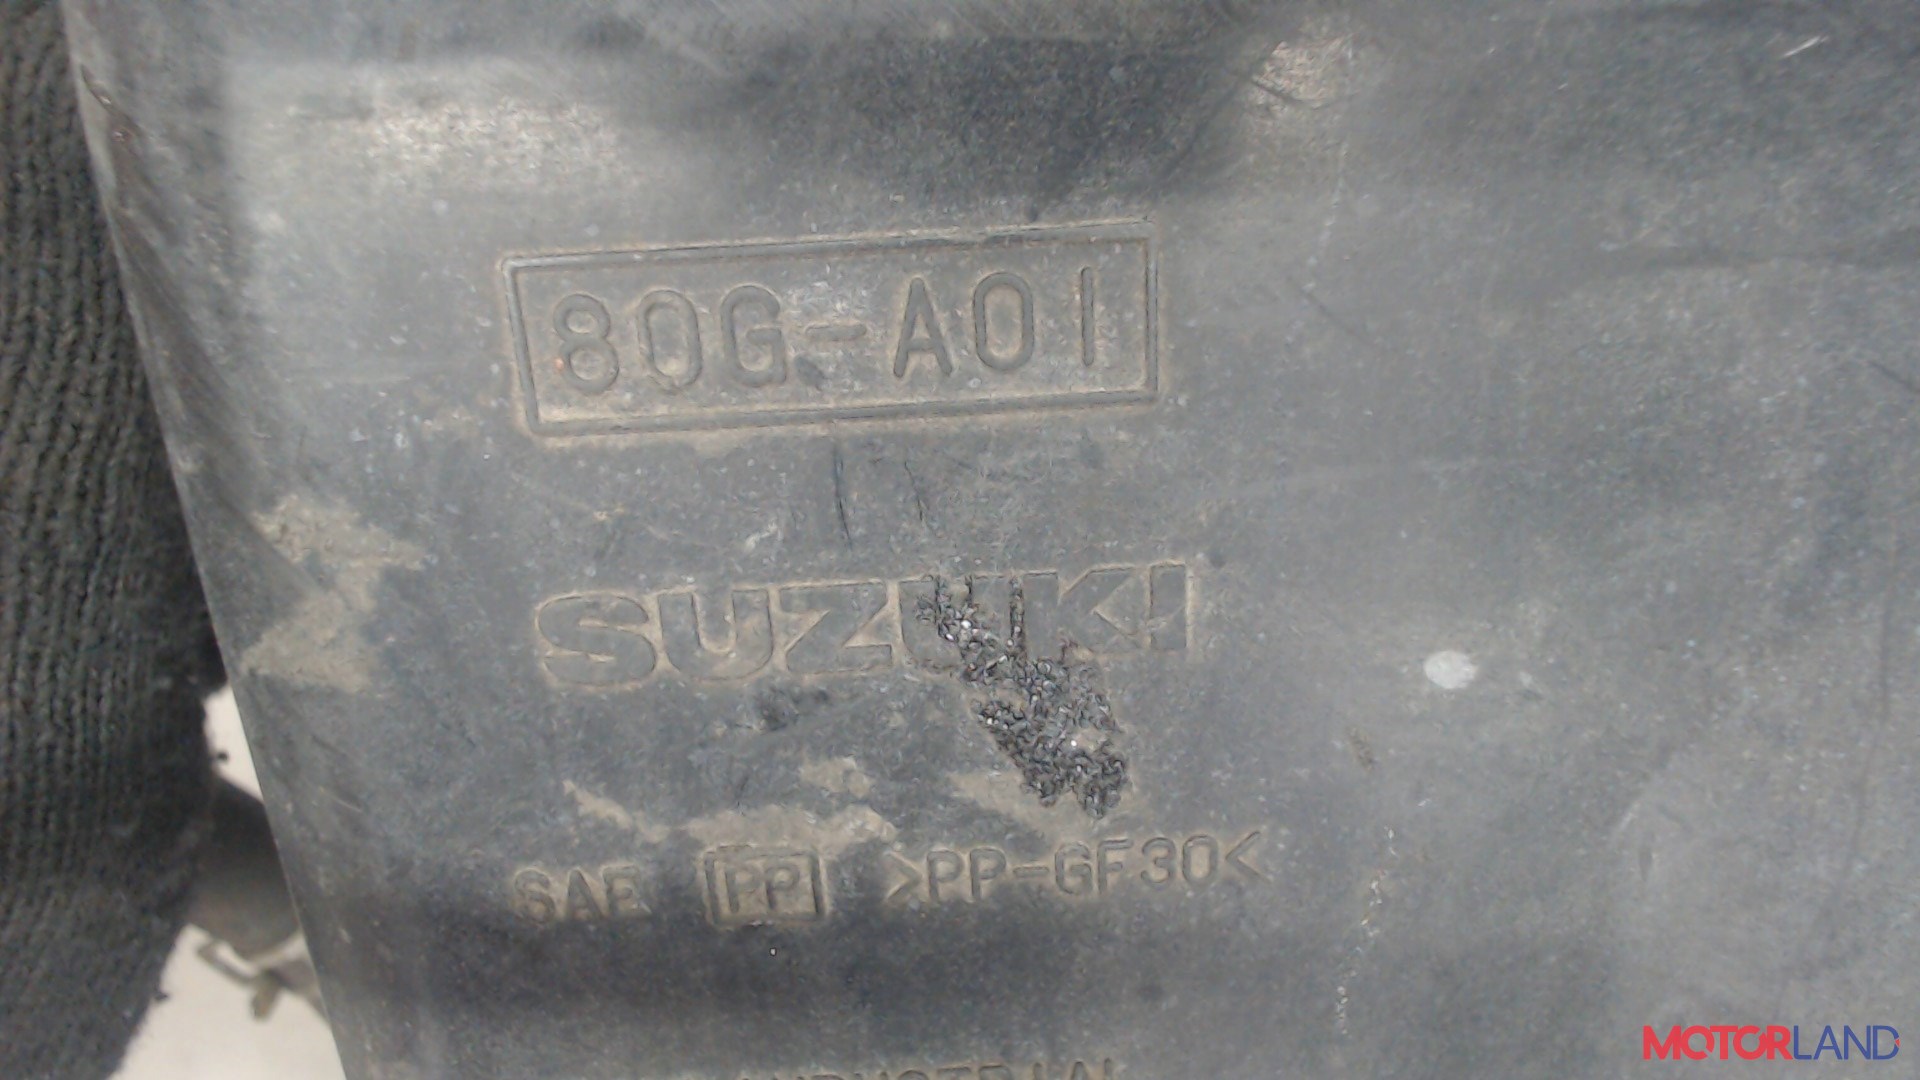 80G-A01
SUZUKI
SAE PP >PP-GF30<
MOTORLAND